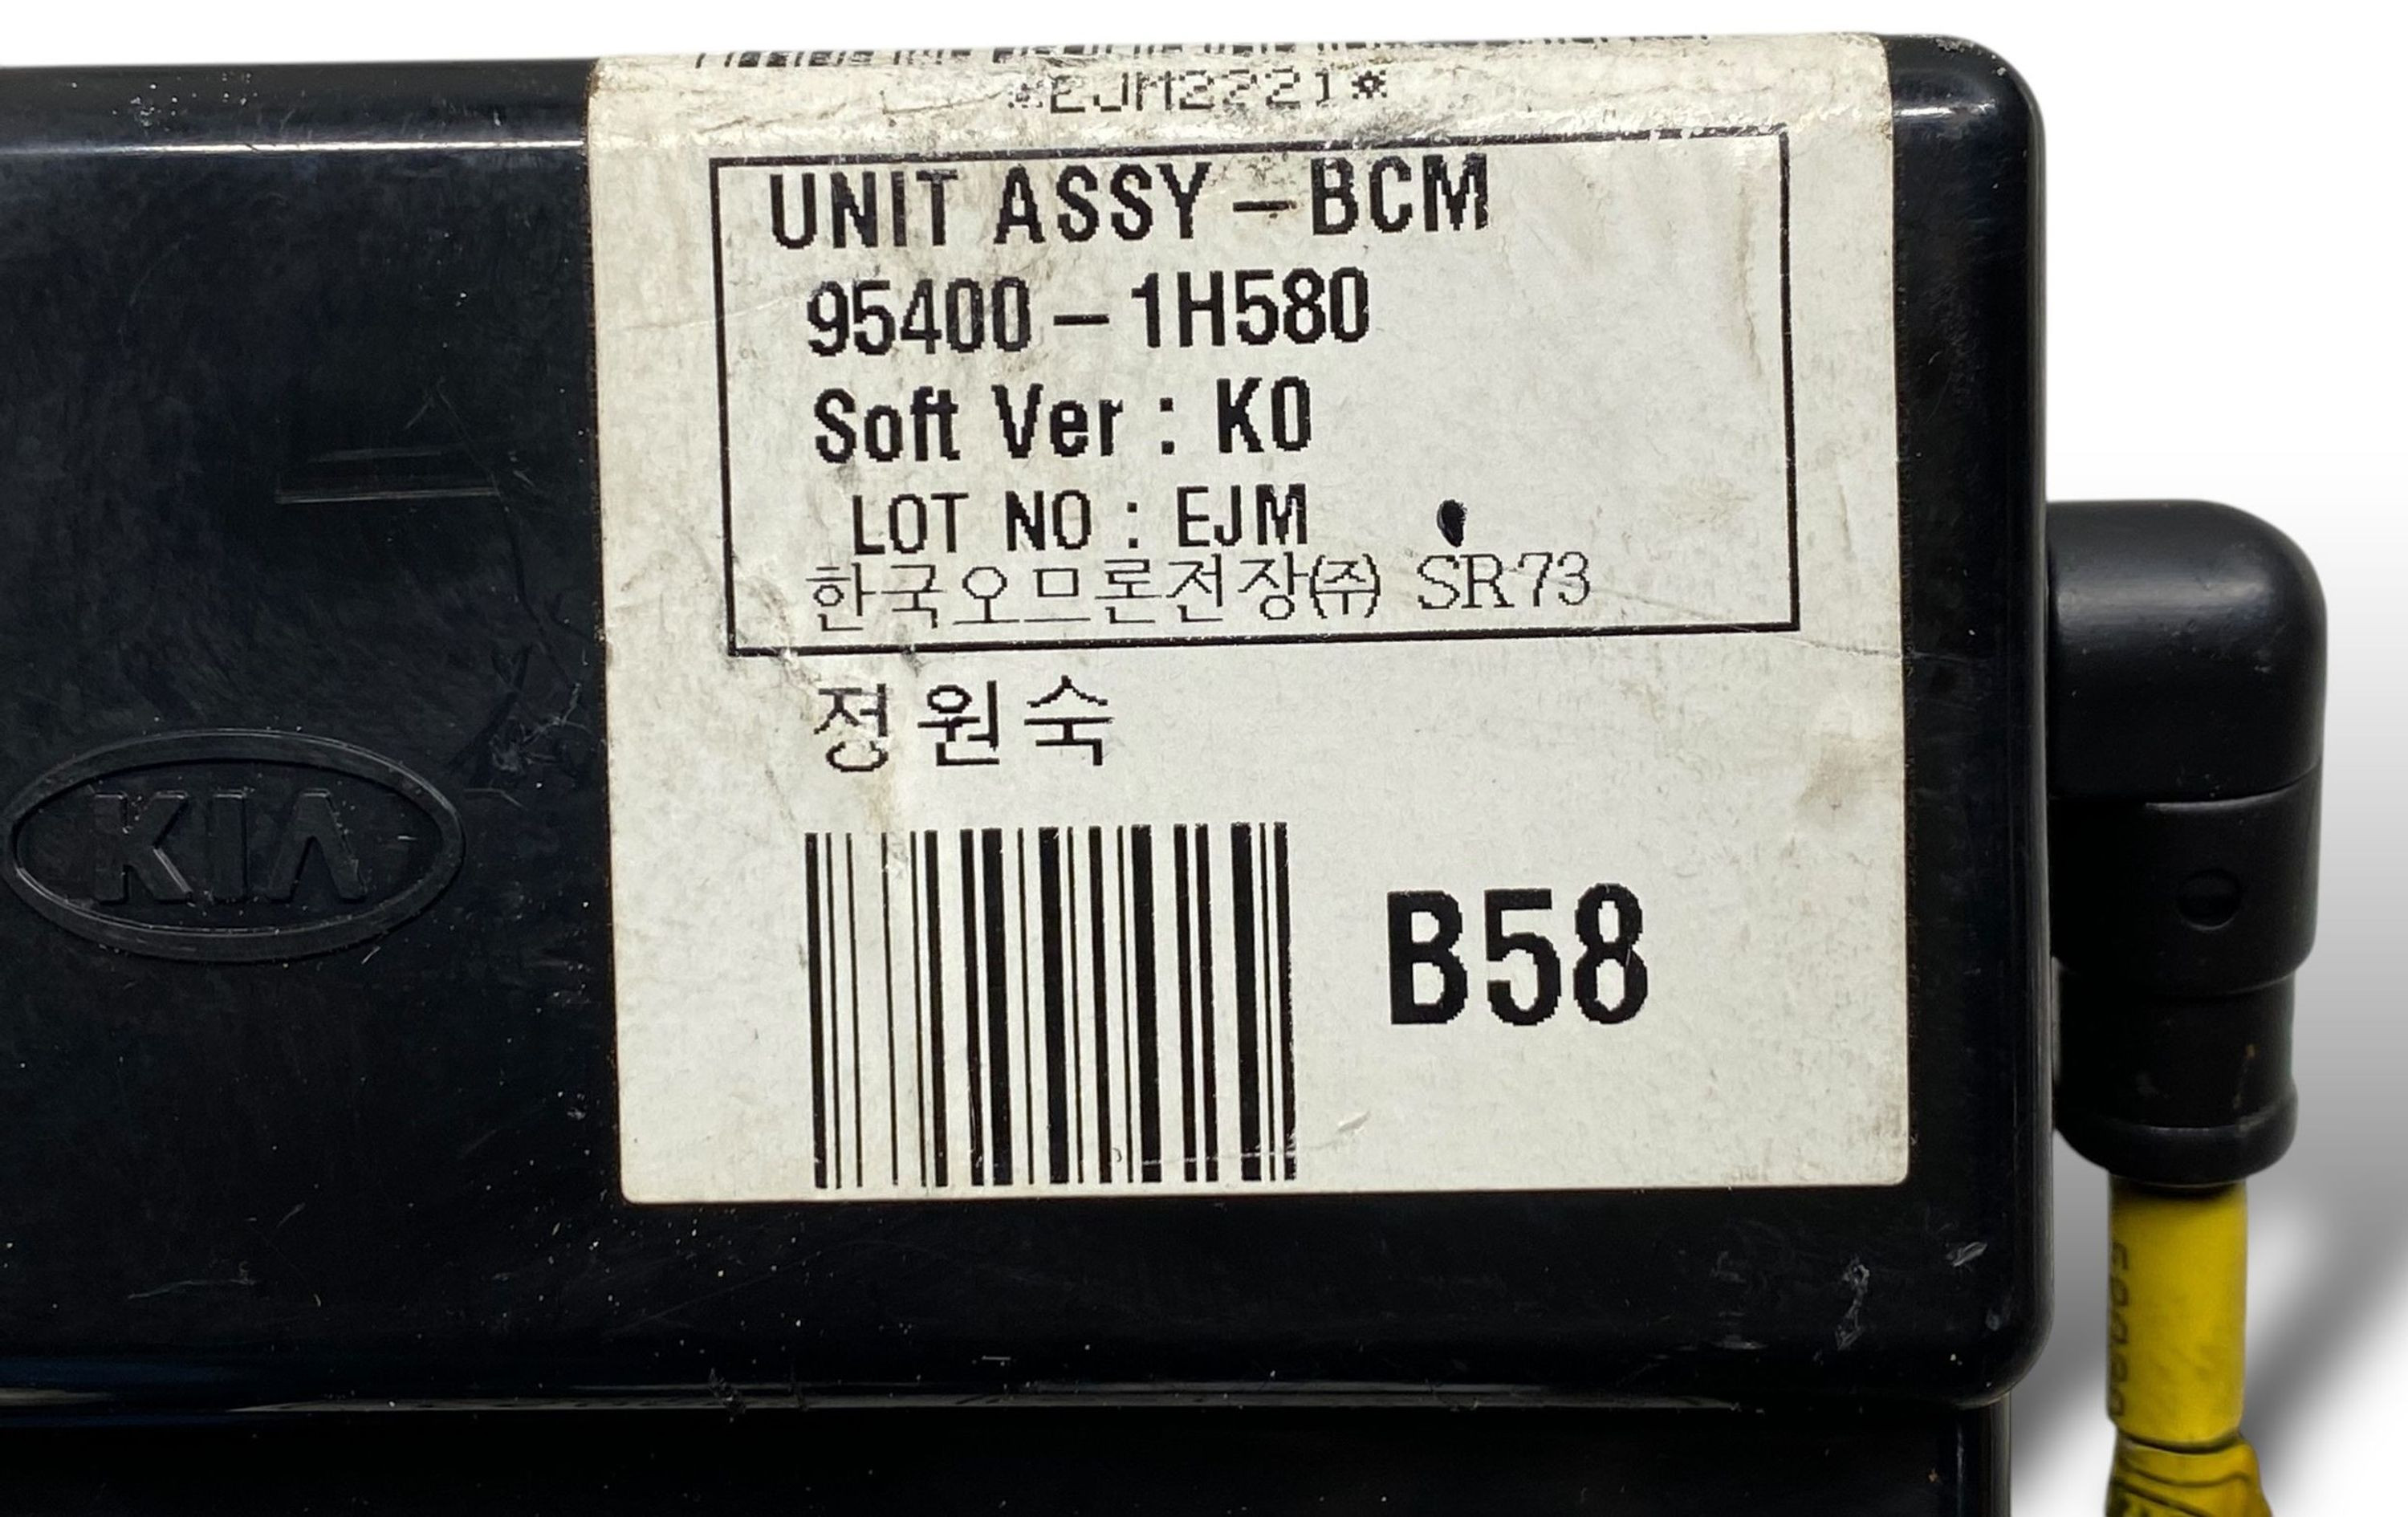 *EJM2221*
UNIT ASSY – BCM
95400 – 1H580
Soft Ver : K0
LOT NO : EJM
한국오므론전장㈜ SR73
정원숙
B58
KIA